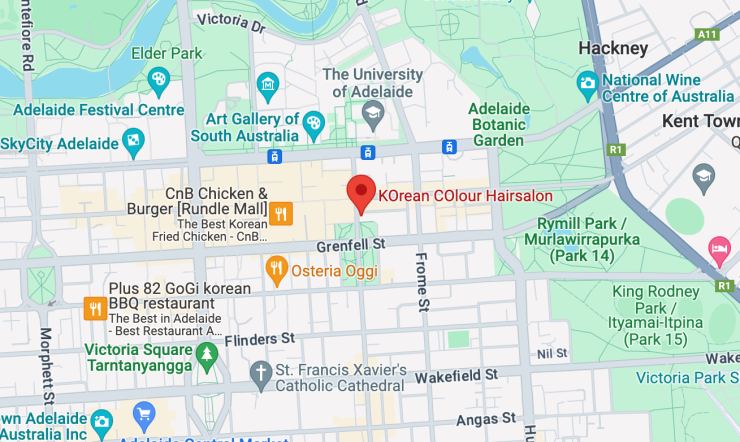 Montefiore Rd
Victoria Dr
Elder Park
Hackney
A11
The University
of Adelaide
National Wine
Centre of Australia
Adelaide Festival Centre
Art Gallery of
South Australia
Adelaide
Botanic
Garden
Kent Town
SkyCity Adelaide
R1
CnB Chicken &
Burger [Rundle Mall]
The Best Korean
Fried Chicken - CnB...
KOrean COlour Hairsalon
Grenfell St
Rymill Park /
Murlawirrapurka
(Park 14)
Osteria Oggi
Frome St
Plus 82 GoGi korean
BBQ restaurant
The Best in Adelaide
- Best Restaurant A...
R1
King Rodney
Park /
Ityamai-Itpina
(Park 15)
Morphett St
Flinders St
Victoria Square
Tarntanyangga
Nil St
St. Francis Xavier's
Catholic Cathedral
Wakefield St
Wake
Victoria Park S
own Adelaide
Australia Inc
Angas St
Hu
Adelaide Central Market